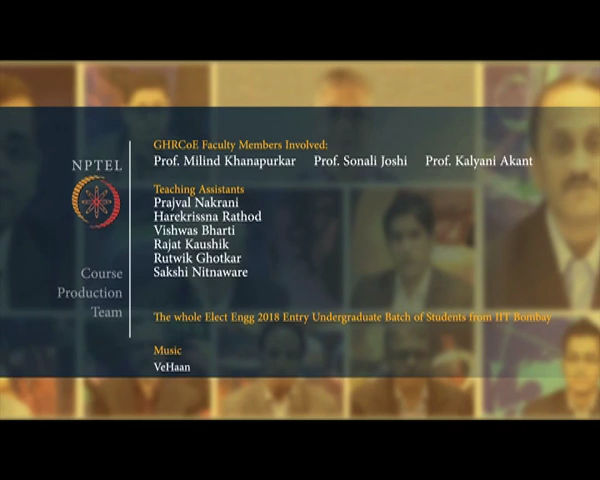 NPTEL
Course
Production
Team
GHRCoE Faculty Members Involved:
Prof. Milind Khanapurkar Prof. Sonali Joshi Prof. Kalyani Akant
Teaching Assistants
Prajval Nakrani
Harekrissna Rathod
Vishwas Bharti
Rajat Kaushik
Rutwik Ghotkar
Sakshi Nitnaware
The whole Elect Engg 2018 Entry Undergraduate Batch of Students from IIT Bombay
Music
VeHaan